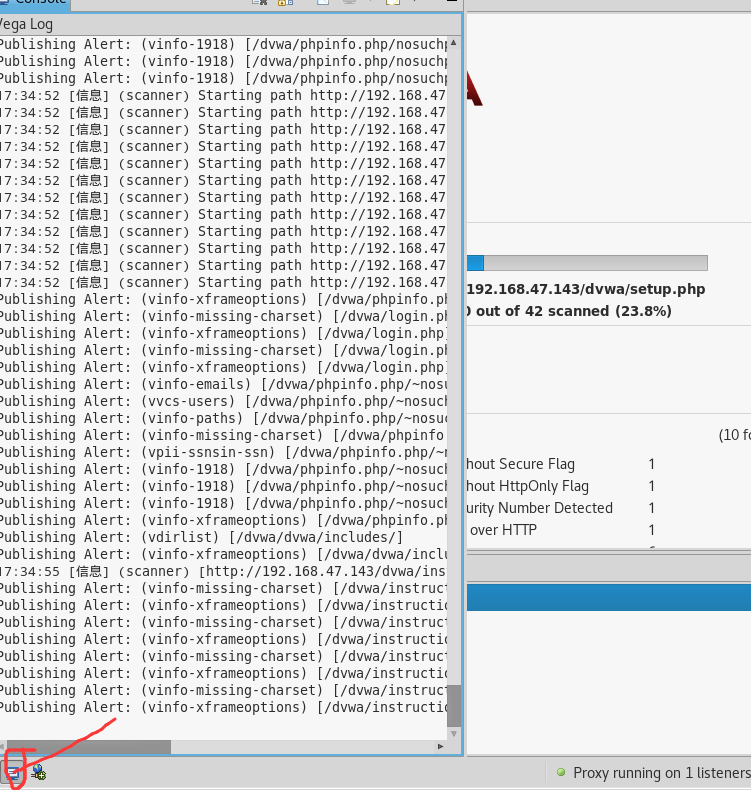 Console
Vega Log
Publishing Alert: (vinfo-1918) [/dvwa/phpinfo.php/nosuchp
Publishing Alert: (vinfo-1918) [/dvwa/phpinfo.php/nosuchp
Publishing Alert: (vinfo-1918) [/dvwa/phpinfo.php/nosuchp
17:34:52 [信息] (scanner) Starting path http://192.168.47
17:34:52 [信息] (scanner) Starting path http://192.168.47
17:34:52 [信息] (scanner) Starting path http://192.168.47
17:34:52 [信息] (scanner) Starting path http://192.168.47
17:34:52 [信息] (scanner) Starting path http://192.168.47
17:34:52 [信息] (scanner) Starting path http://192.168.47
17:34:52 [信息] (scanner) Starting path http://192.168.47
17:34:52 [信息] (scanner) Starting path http://192.168.47
17:34:52 [信息] (scanner) Starting path http://192.168.47
17:34:52 [信息] (scanner) Starting path http://192.168.47
17:34:52 [信息] (scanner) Starting path http://192.168.47
17:34:52 [信息] (scanner) Starting path http://192.168.47
Publishing Alert: (vinfo-xframeoptions) [/dvwa/phpinfo.ph
Publishing Alert: (vinfo-missing-charset) [/dvwa/login.ph
Publishing Alert: (vinfo-xframeoptions) [/dvwa/login.php]
Publishing Alert: (vinfo-missing-charset) [/dvwa/login.ph
Publishing Alert: (vinfo-xframeoptions) [/dvwa/login.php]
Publishing Alert: (vinfo-emails) [/dvwa/phpinfo.php/~nosu
Publishing Alert: (vvcs-users) [/dvwa/phpinfo.php/~nosuch
Publishing Alert: (vinfo-paths) [/dvwa/phpinfo.php/~nosuc
Publishing Alert: (vinfo-missing-charset) [/dvwa/phpinfo
Publishing Alert: (vpii-ssnsin-ssn) [/dvwa/phpinfo.php/~n
Publishing Alert: (vinfo-1918) [/dvwa/phpinfo.php/~nosuch
Publishing Alert: (vinfo-1918) [/dvwa/phpinfo.php/~nosuch
Publishing Alert: (vinfo-1918) [/dvwa/phpinfo.php/~nosuch
Publishing Alert: (vinfo-xframeoptions) [/dvwa/phpinfo.ph
Publishing Alert: (vdirlist) [/dvwa/dvwa/includes/]
Publishing Alert: (vinfo-xframeoptions) [/dvwa/dvwa/inclu
17:34:55 [信息] (scanner) [http://192.168.47.143/dvwa/ins
Publishing Alert: (vinfo-missing-charset) [/dvwa/instruct
Publishing Alert: (vinfo-xframeoptions) [/dvwa/instructio
Publishing Alert: (vinfo-missing-charset) [/dvwa/instruct
Publishing Alert: (vinfo-xframeoptions) [/dvwa/instructio
Publishing Alert: (vinfo-missing-charset) [/dvwa/instruct
Publishing Alert: (vinfo-xframeoptions) [/dvwa/instructio
Publishing Alert: (vinfo-missing-charset) [/dvwa/instruct
Publishing Alert: (vinfo-xframeoptions) [/dvwa/instructio
A
192.168.47.143/dvwa/setup.php
out of 42 scanned (23.8%)
(10 fo
hout Secure Flag 1
hout HttpOnly Flag 1
urity Number Detected 1
over HTTP 1
Proxy running on 1 listeners